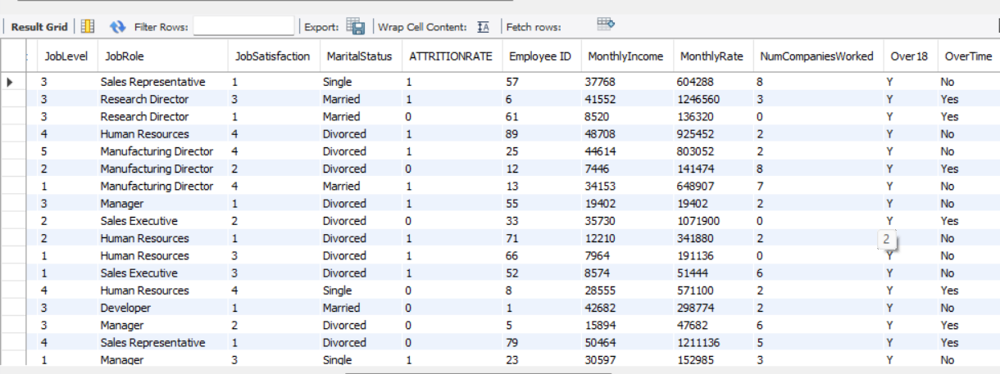 Result Grid Filter Rows: Export: Wrap Cell Content: Fetch rows:
JobLevel JobRole JobSatisfaction MaritalStatus ATTRITIONRATE Employee ID MonthlyIncome MonthlyRate NumCompaniesWorked Over18 OverTime
3 Sales Representative 1 Single 1 57 37768 604288 8 Y No
3 Research Director 3 Married 1 6 41552 1246560 3 Y Yes
3 Research Director 1 Married 0 61 8520 136320 0 Y Yes
4 Human Resources 4 Divorced 1 89 48708 925452 2 Y No
5 Manufacturing Director 4 Divorced 1 25 44614 803052 2 Y No
2 Manufacturing Director 2 Divorced 0 12 7446 141474 8 Y Yes
1 Manufacturing Director 4 Married 1 13 34153 648907 7 Y No
3 Manager 1 Divorced 1 55 19402 19402 2 Y No
2 Sales Executive 2 Divorced 0 33 35730 1071900 0 Y Yes
2 Human Resources 1 Divorced 1 71 12210 341880 2 2 No
1 Human Resources 3 Divorced 1 66 7964 191136 0 Y No
1 Sales Executive 3 Divorced 1 52 8574 51444 6 Y No
4 Human Resources 4 Single 0 8 28555 571100 2 Y Yes
3 Developer 1 Married 0 1 42682 298774 2 Y No
3 Manager 2 Divorced 0 5 15894 47682 6 Y Yes
4 Sales Representative 1 Divorced 0 79 50464 1211136 5 Y Yes
1 Manager 3 Single 1 23 30597 152985 3 Y No